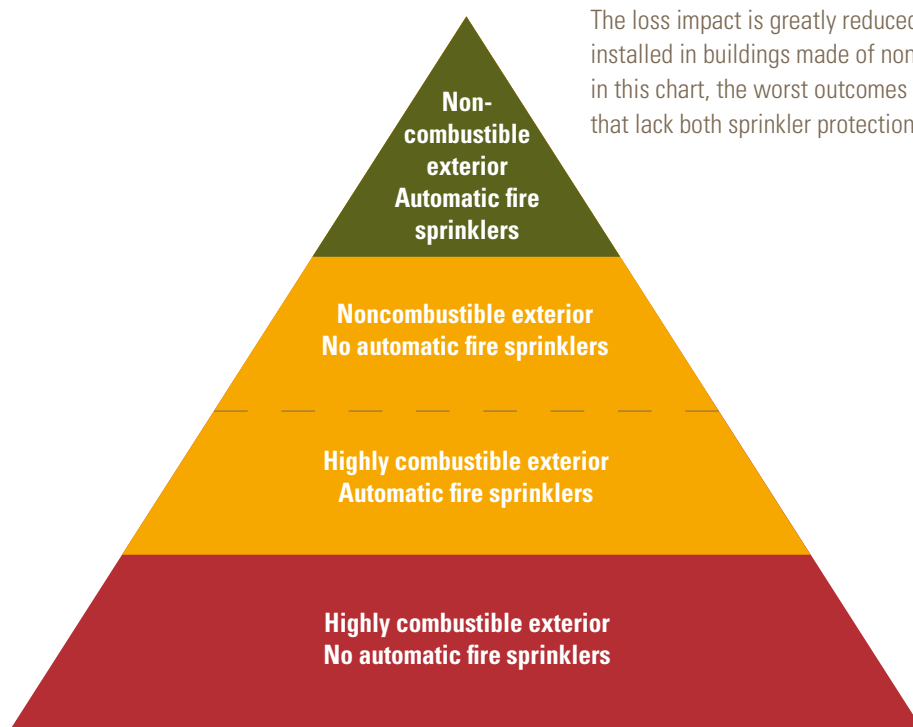 The loss impact is greatly reduced
installed in buildings made of non
in this chart, the worst outcomes
that lack both sprinkler protection
Non-
combustible
exterior
Automatic fire
sprinklers
Noncombustible exterior
No automatic fire sprinklers
Highly combustible exterior
Automatic fire sprinklers
Highly combustible exterior
No automatic fire sprinklers